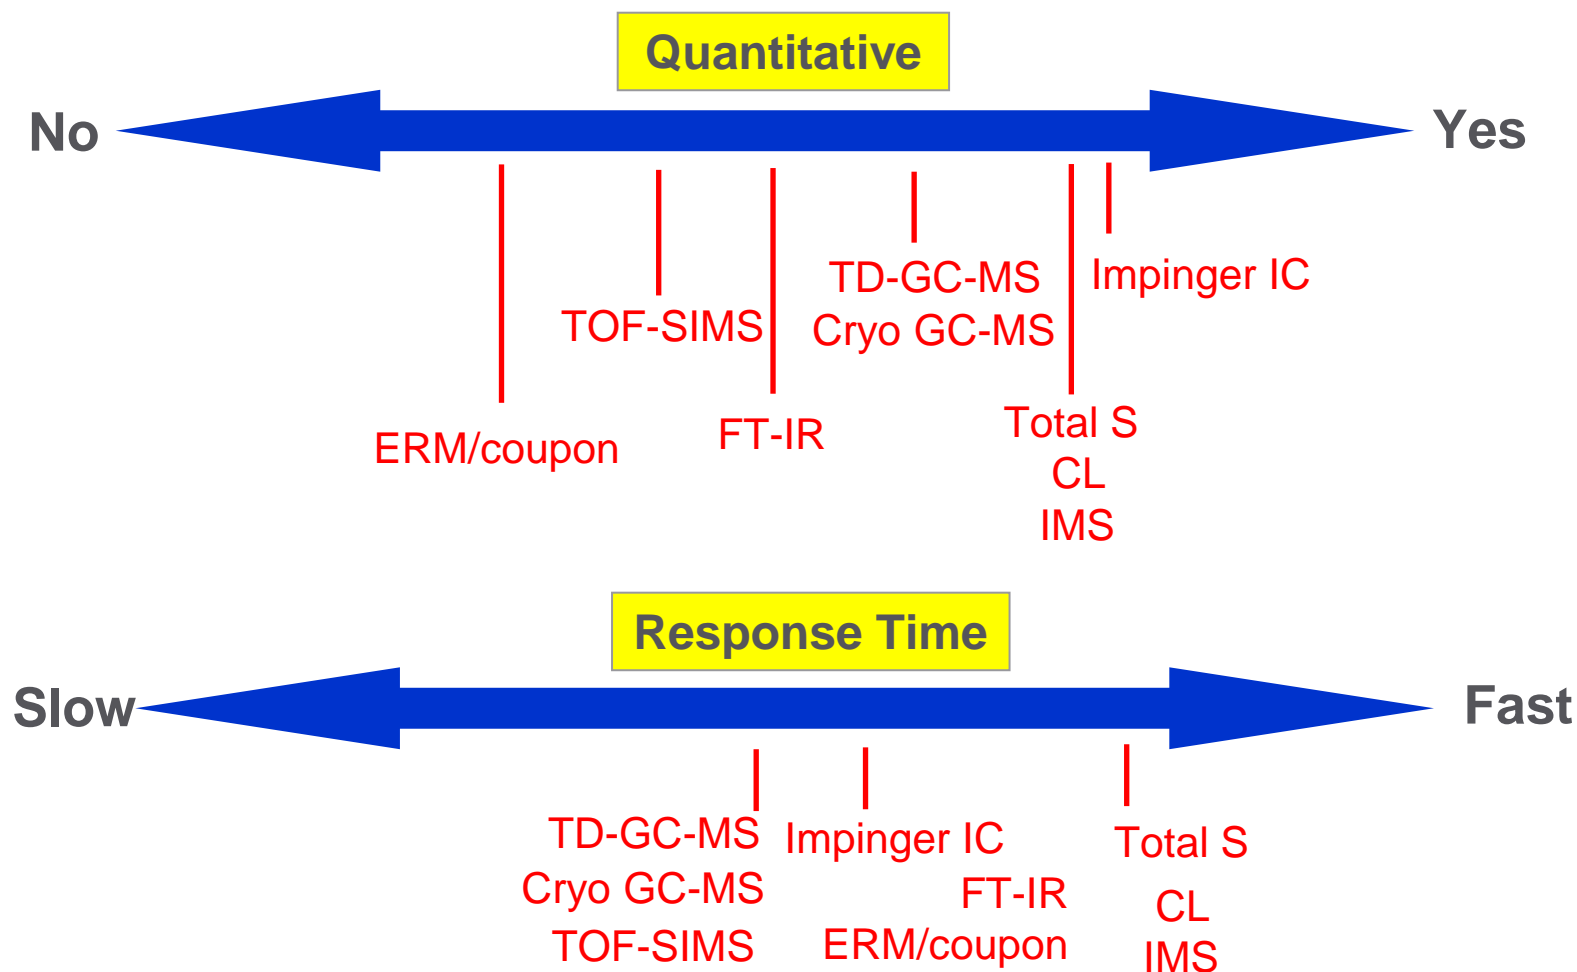 Quantitative
No
Yes
TD-GC-MS
Impinger IC
TOF-SIMS
Cryo GC-MS
ERM/coupon
FT-IR
Total S
CL
IMS
Response Time
Slow
Fast
TD-GC-MS
Impinger IC
Total S
Cryo GC-MS
FT-IR
CL
TOF-SIMS
ERM/coupon
IMS